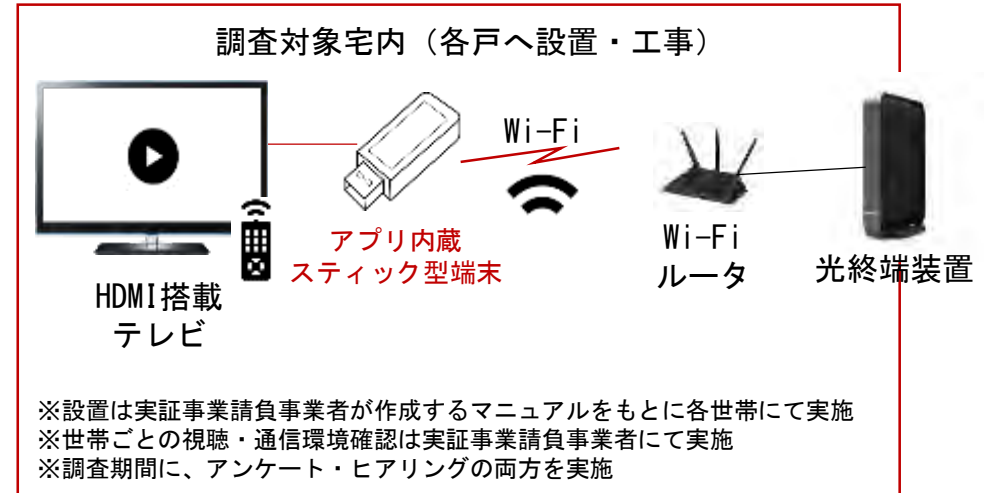 調査対象宅内（各戸へ設置・工事）
Wi-Fi
アプリ内蔵
スティック型端末
Wi-Fi
ルータ
光終端装置
HDMI搭載
テレビ
※設置は実証事業請負事業者が作成するマニュアルをもとに各世帯にて実施
※世帯ごとの視聴・通信環境確認は実証事業請負事業者にて実施
※調査期間に、アンケート・ヒアリングの両方を実施